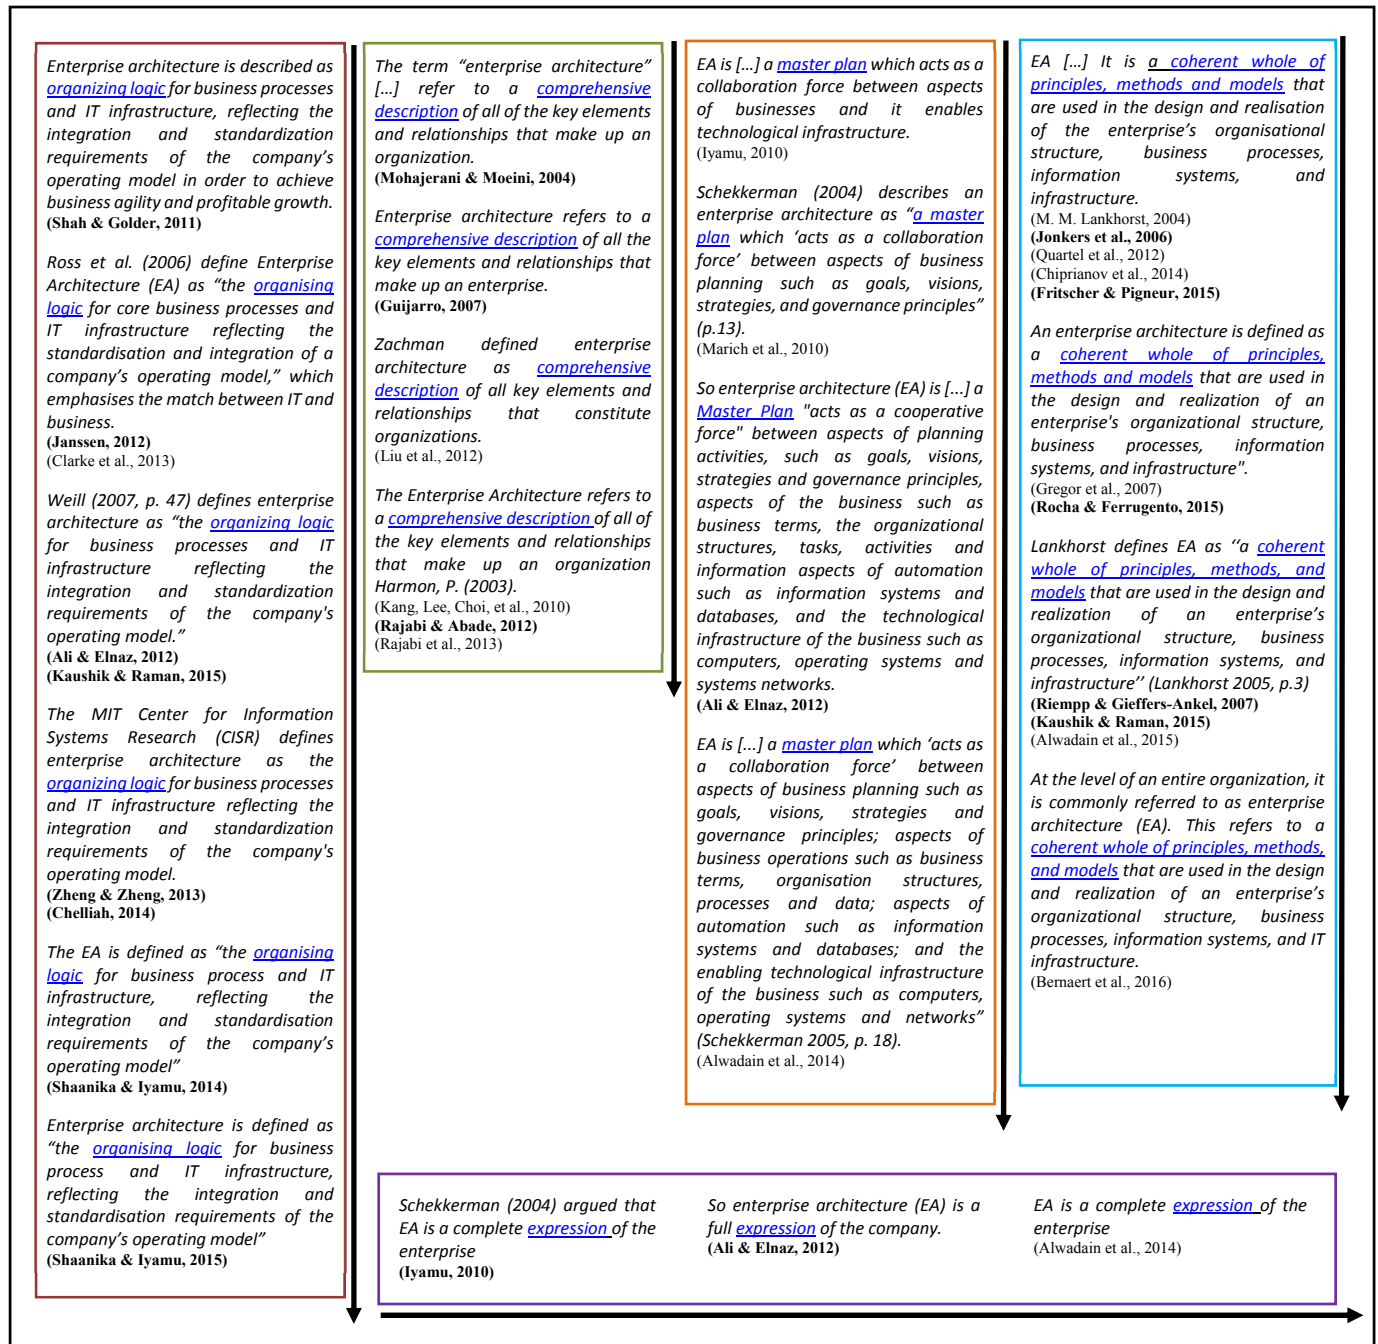 Enterprise architecture is described as
organizing logic for business processes
and IT infrastructure, reflecting the
integration and standardization
requirements of the company's
operating model in order to achieve
business agility and profitable growth.
(Shah & Golder, 2011)
Ross et al. (2006) define Enterprise
Architecture (EA) as “the organising
logic for core business processes and
IT infrastructure reflecting the
standardisation and integration of a
company's operating model,” which
emphasises the match between IT and
business.
(Janssen, 2012)
(Clarke et al., 2013)
Weill (2007, p. 47) defines enterprise
architecture as “the organizing logic
for business processes and IT
infrastructure reflecting the
integration and standardization
requirements of the company's
operating model.”
(Ali & Elnaz, 2012)
(Kaushik & Raman, 2015)
The MIT Center for Information
Systems Research (CISR) defines
enterprise architecture as the
organizing logic for business processes
and IT infrastructure reflecting the
integration and standardization
requirements of the company's
operating model.
(Zheng & Zheng, 2013)
(Chelliah, 2014)
The EA is defined as “the organising
logic for business process and IT
infrastructure, reflecting the
integration and standardisation
requirements of the company's
operating model”
(Shaanika & Iyamu, 2014)
Enterprise architecture is defined as
“the organising logic for business
process and IT infrastructure,
reflecting the integration and
standardisation requirements of the
company's operating model”
(Shaanika & Iyamu, 2015)
The term “enterprise architecture”
[...] refer to a comprehensive
description of all of the key elements
and relationships that make up an
organization.
(Mohajerani & Moeini, 2004)
Enterprise architecture refers to a
comprehensive description of all the
key elements and relationships that
make up an enterprise.
(Guijarro, 2007)
Zachman defined enterprise
architecture as comprehensive
description of all key elements and
relationships that constitute
organizations.
(Liu et al., 2012)
The Enterprise Architecture refers to
a comprehensive description of all of
the key elements and relationships
that make up an organization
Harmon, P. (2003).
(Kang, Lee, Choi, et al., 2010)
(Rajabi & Abade, 2012)
(Rajabi et al., 2013)
EA is [...] a master plan which acts as a
collaboration force between aspects
of businesses and it enables
technological infrastructure.
(Iyamu, 2010)
Schekkerman (2004) describes an
enterprise architecture as “a master
plan which ‘acts as a collaboration
force’ between aspects of business
planning such as goals, visions,
strategies, and governance principles”
(p.13).
(Marich et al., 2010)
So enterprise architecture (EA) is [...] a
Master Plan "acts as a cooperative
force" between aspects of planning
activities, such as goals, visions,
strategies and governance principles,
aspects of the business such as
business terms, the organizational
structures, tasks, activities and
information aspects of automation
such as information systems and
databases, and the technological
infrastructure of the business such as
computers, operating systems and
systems networks.
(Ali & Elnaz, 2012)
EA is [...] a master plan which ‘acts as
a collaboration force’ between
aspects of business planning such as
goals, visions, strategies and
governance principles; aspects of
business operations such as business
terms, organisation structures,
processes and data; aspects of
automation such as information
systems and databases; and the
enabling technological infrastructure
of the business such as computers,
operating systems and networks”
(Schekkerman 2005, p. 18).
(Alwadain et al., 2014)
EA [...] It is a coherent whole of
principles, methods and models that
are used in the design and realisation
of the enterprise's organisational
structure, business processes,
information systems, and
infrastructure.
(M. M. Lankhorst, 2004)
(Jonkers et al., 2006)
(Quartel et al., 2012)
(Chiprianov et al., 2014)
(Fritscher & Pigneur, 2015)
An enterprise architecture is defined as
a coherent whole of principles,
methods and models that are used in
the design and realization of an
enterprise's organizational structure,
business processes, information
systems, and infrastructure".
(Gregor et al., 2007)
(Rocha & Ferrugento, 2015)
Lankhorst defines EA as ‘‘a coherent
whole of principles, methods, and
models that are used in the design and
realization of an enterprise's
organizational structure, business
processes, information systems, and
infrastructure’’ (Lankhorst 2005, p.3)
(Riempp & Gieffers-Ankel, 2007)
(Kaushik & Raman, 2015)
(Alwadain et al., 2015)
At the level of an entire organization, it
is commonly referred to as enterprise
architecture (EA). This refers to a
coherent whole of principles, methods,
and models that are used in the design
and realization of an enterprise's
organizational structure, business
processes, information systems, and IT
infrastructure.
(Bernaert et al., 2016)
Schekkerman (2004) argued that
EA is a complete expression of the
enterprise
(Iyamu, 2010)
So enterprise architecture (EA) is a
full expression of the company.
(Ali & Elnaz, 2012)
EA is a complete expression of the
enterprise
(Alwadain et al., 2014)